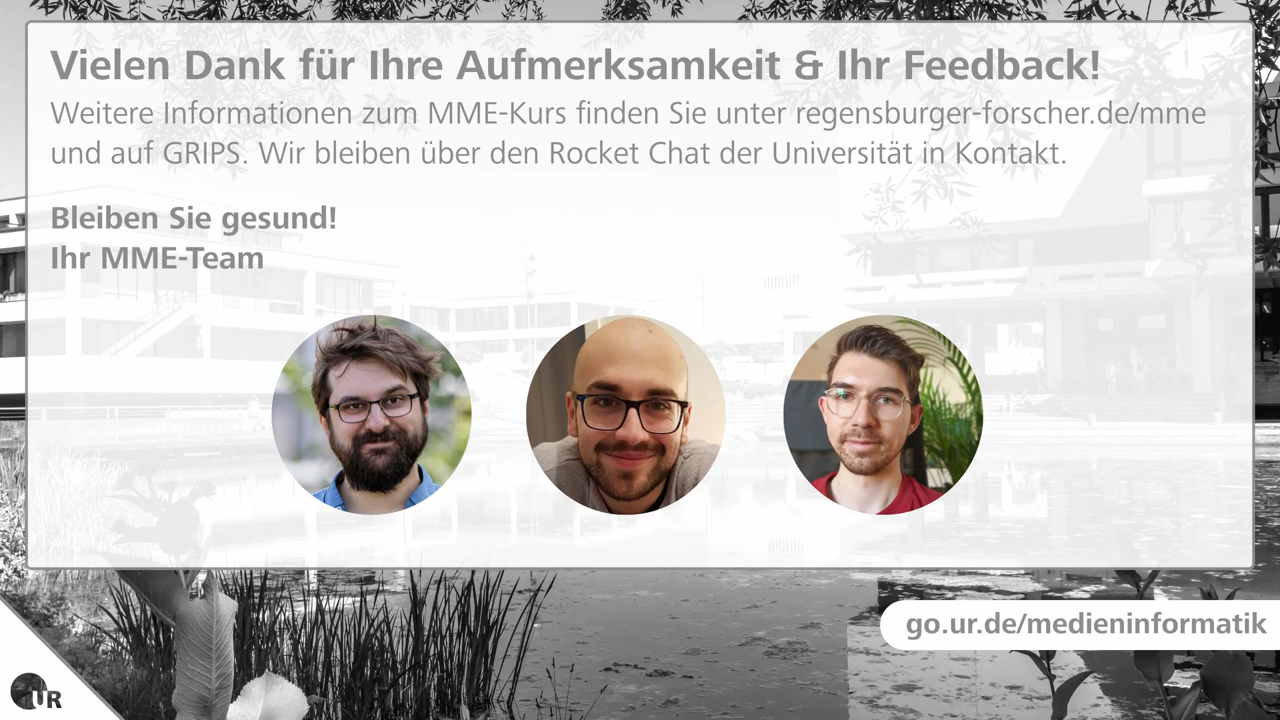 Vielen Dank für Ihre Aufmerksamkeit & Ihr Feedback!
Weitere Informationen zum MME-Kurs finden Sie unter regensburger-forscher.de/mme
und auf GRIPS. Wir bleiben über den Rocket Chat der Universität in Kontakt.
Bleiben Sie gesund!
Ihr MME-Team
go.ur.de/medieninformatik
UR